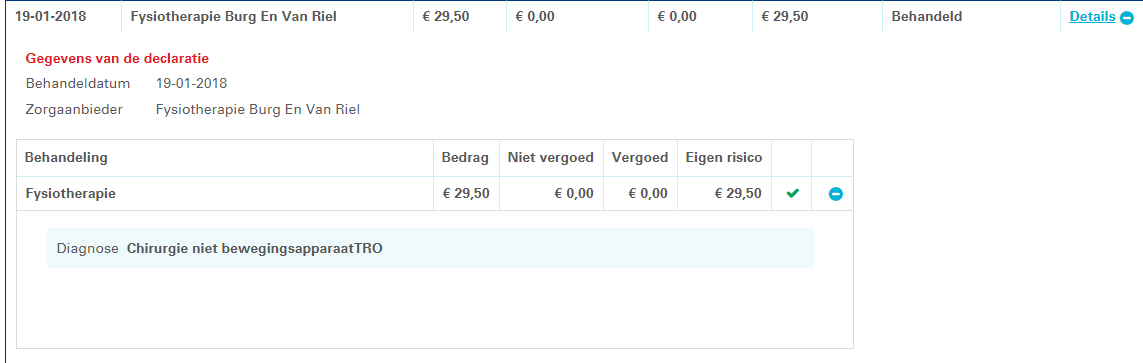 19-01-2018 Fysiotherapie Burg En Van Riel € 29,50 € 0,00 € 0,00 € 29,50 Behandeld Details
Gegevens van de declaratie
Behandeldatum 19-01-2018
Zorgaanbieder Fysiotherapie Burg En Van Riel
Behandeling Bedrag Niet vergoed Vergoed Eigen risico
Fysiotherapie € 29,50 € 0,00 € 0,00 € 29,50
Diagnose Chirurgie niet bewegingsapparaatTRO